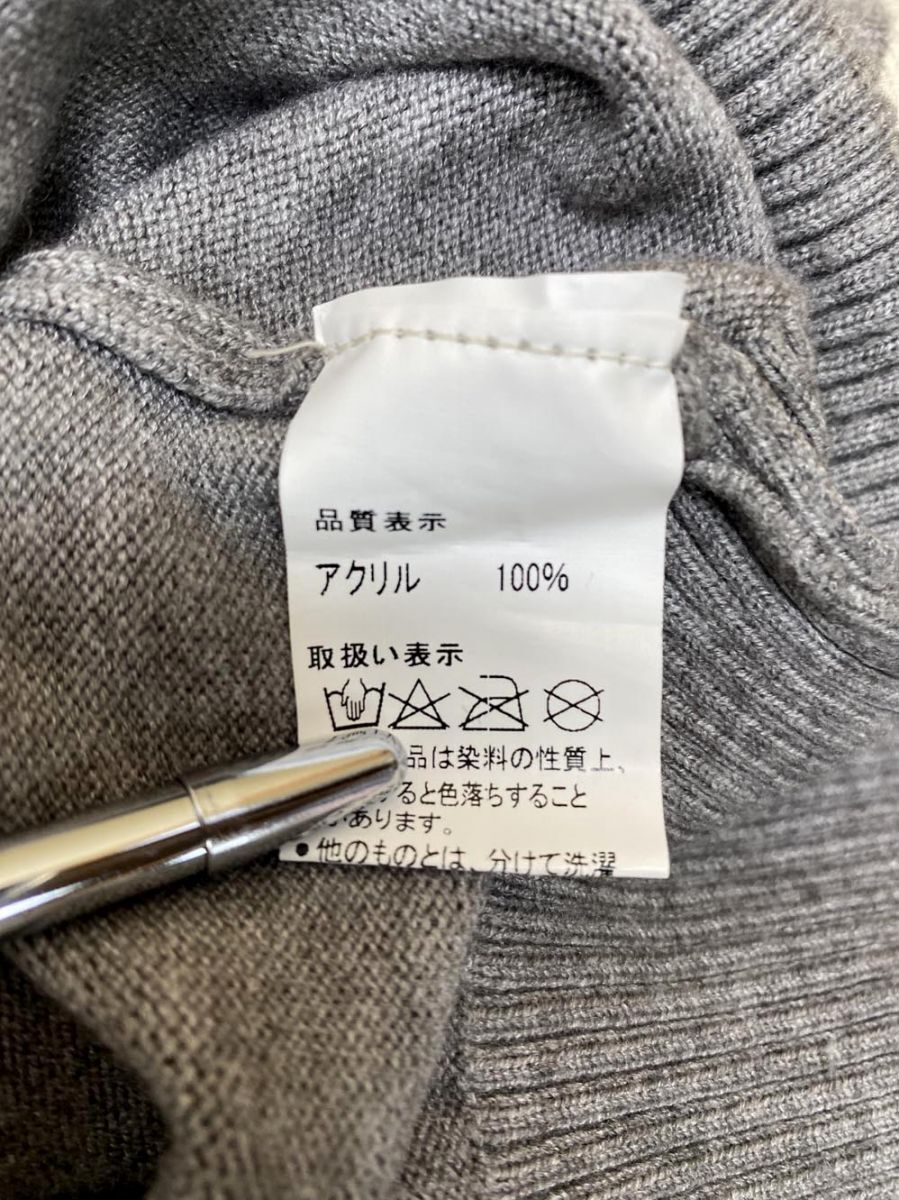 品質表示
アクリル 100%
取扱い表示
品は染料の性質上、
ると色落ちすること
あります。
●他のものとは、分けて洗濯